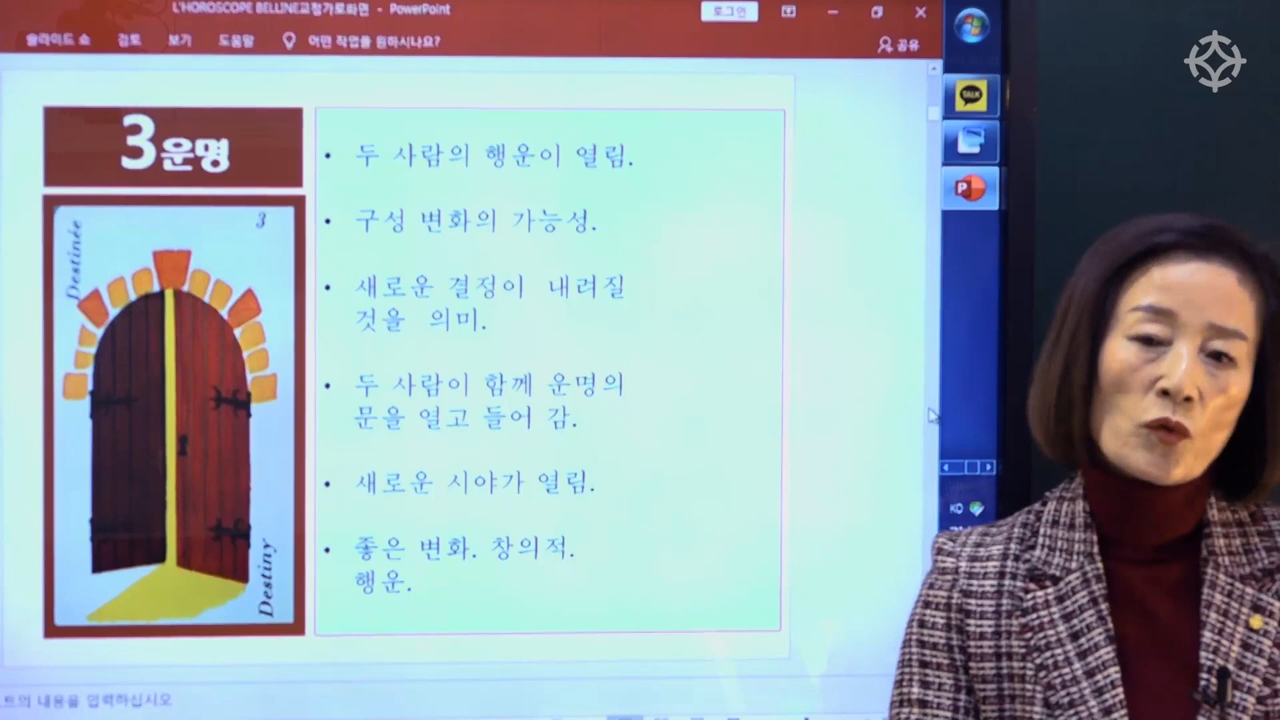 L'HOROSCOPE BELLINE교정가로화면 - PowerPoint
로그인
슬라이드 쇼 검토 보기 도움말 어떤 작업을 원하시나요?
공유
TALK
P
3운명
Destinée
3
Destiny
• 두 사람의 행운이 열림.
• 구성 변화의 가능성.
• 새로운 결정이 내려질
것을 의미.
• 두 사람이 함께 운명의
문을 열고 들어 감.
• 새로운 시야가 열림.
• 좋은 변화. 창의적.
행운.
KO
트의 내용을 입력하십시오